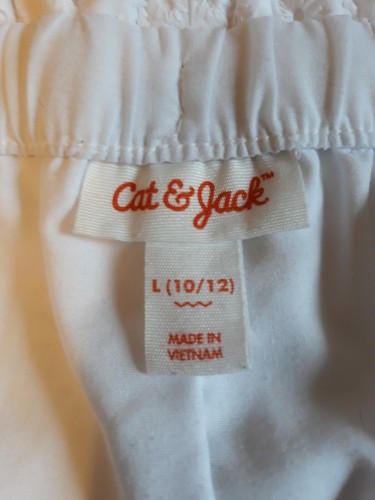 Cat & Jack™
L (10/12)
MADE IN
VIETNAM